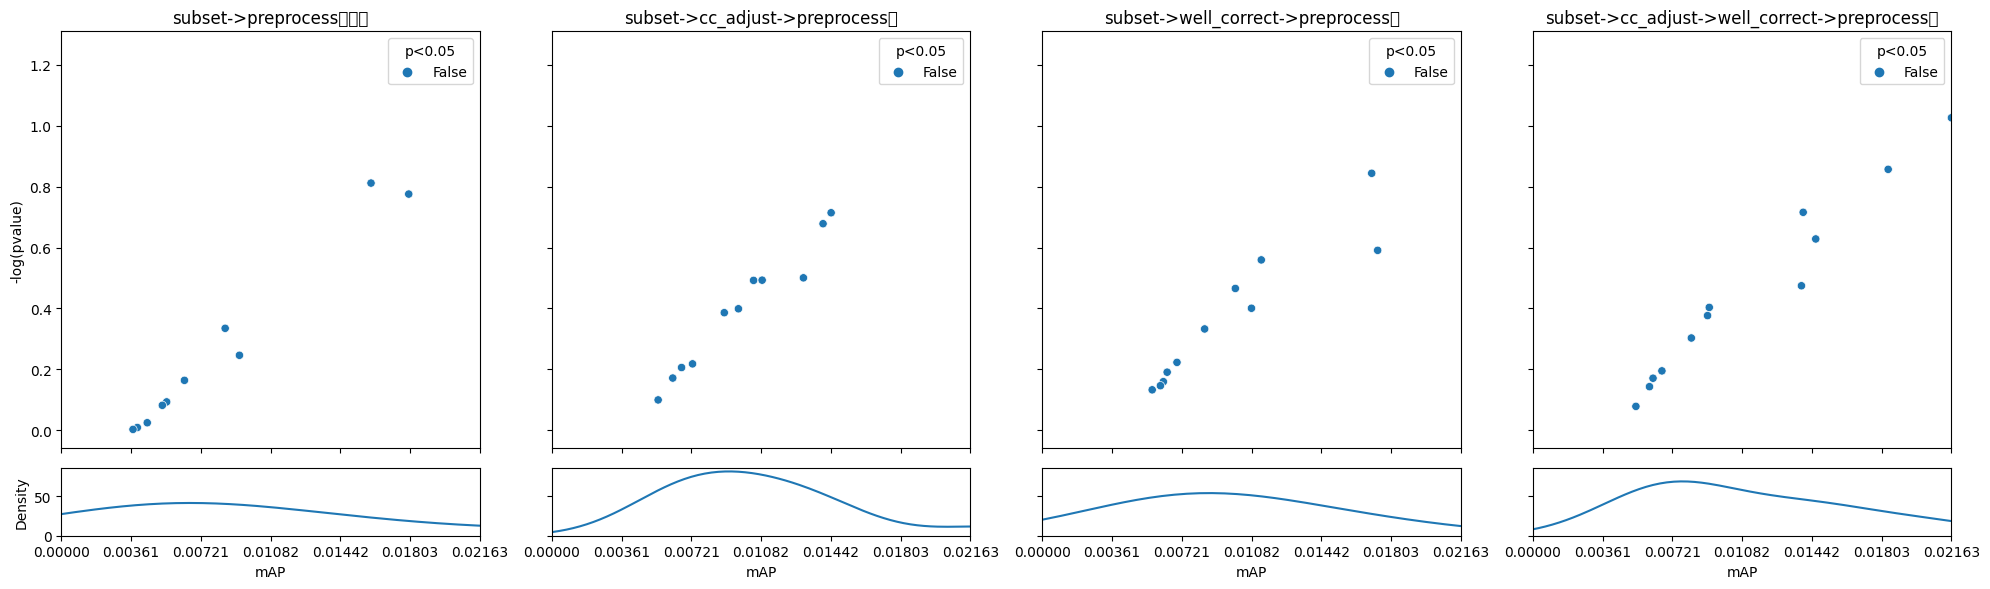 subset->preprocess
subset->cc_adjust->preprocess
subset->well_correct->preprocess
subset->cc_adjust->well_correct->preprocess
p<0.05
False
p<0.05
False
p<0.05
False
p<0.05
False
1.2
1.0
0.8
0.6
0.4
0.2
0.0
-log(pvalue)
50
0
Density
0.00000 0.00361 0.00721 0.01082 0.01442 0.01803 0.02163
mAP
0.00000 0.00361 0.00721 0.01082 0.01442 0.01803 0.02163
mAP
0.00000 0.00361 0.00721 0.01082 0.01442 0.01803 0.02163
mAP
0.00000 0.00361 0.00721 0.01082 0.01442 0.01803 0.02163
mAP